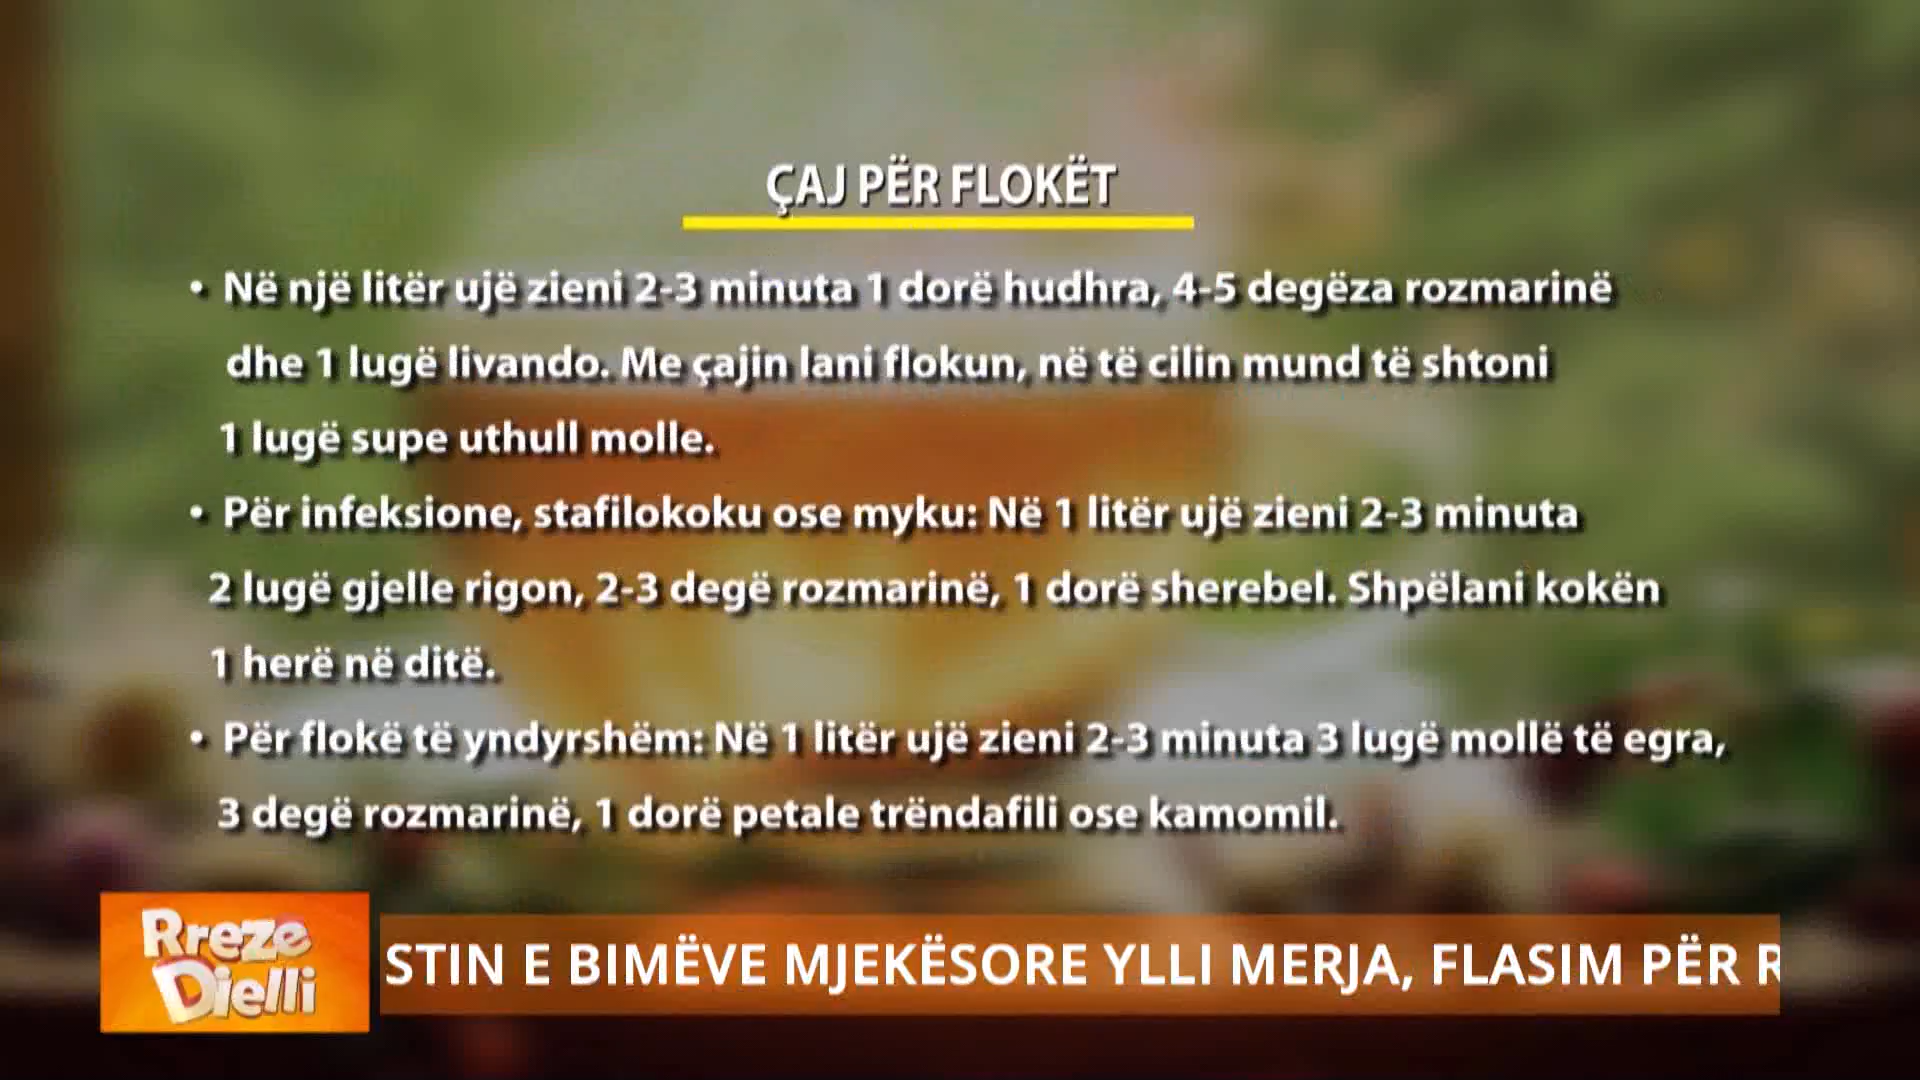 ÇAJ PËR FLOKËT
• Në një litër ujë zieni 2-3 minuta 1 dorë hudhra, 4-5 degëza rozmarinë
dhe 1 lugë livando. Me çajin lani flokun, në të cilin mund të shtoni
1 lugë supe uthull molle.
• Për infeksione, stafilokoku ose myku: Në 1 litër ujë zieni 2-3 minuta
2 lugë gjelle rigon, 2-3 degë rozmarinë, 1 dorë sherebel. Shpëlani kokën
1 herë në ditë.
• Për flokë të yndyrshëm: Në 1 litër ujë zieni 2-3 minuta 3 lugë mollë të egra,
3 degë rozmarinë, 1 dorë petale trëndafili ose kamomil.
Rreze
Dielli
STIN E BIMËVE MJEKËSORE YLLI MERJA, FLASIM PËR R